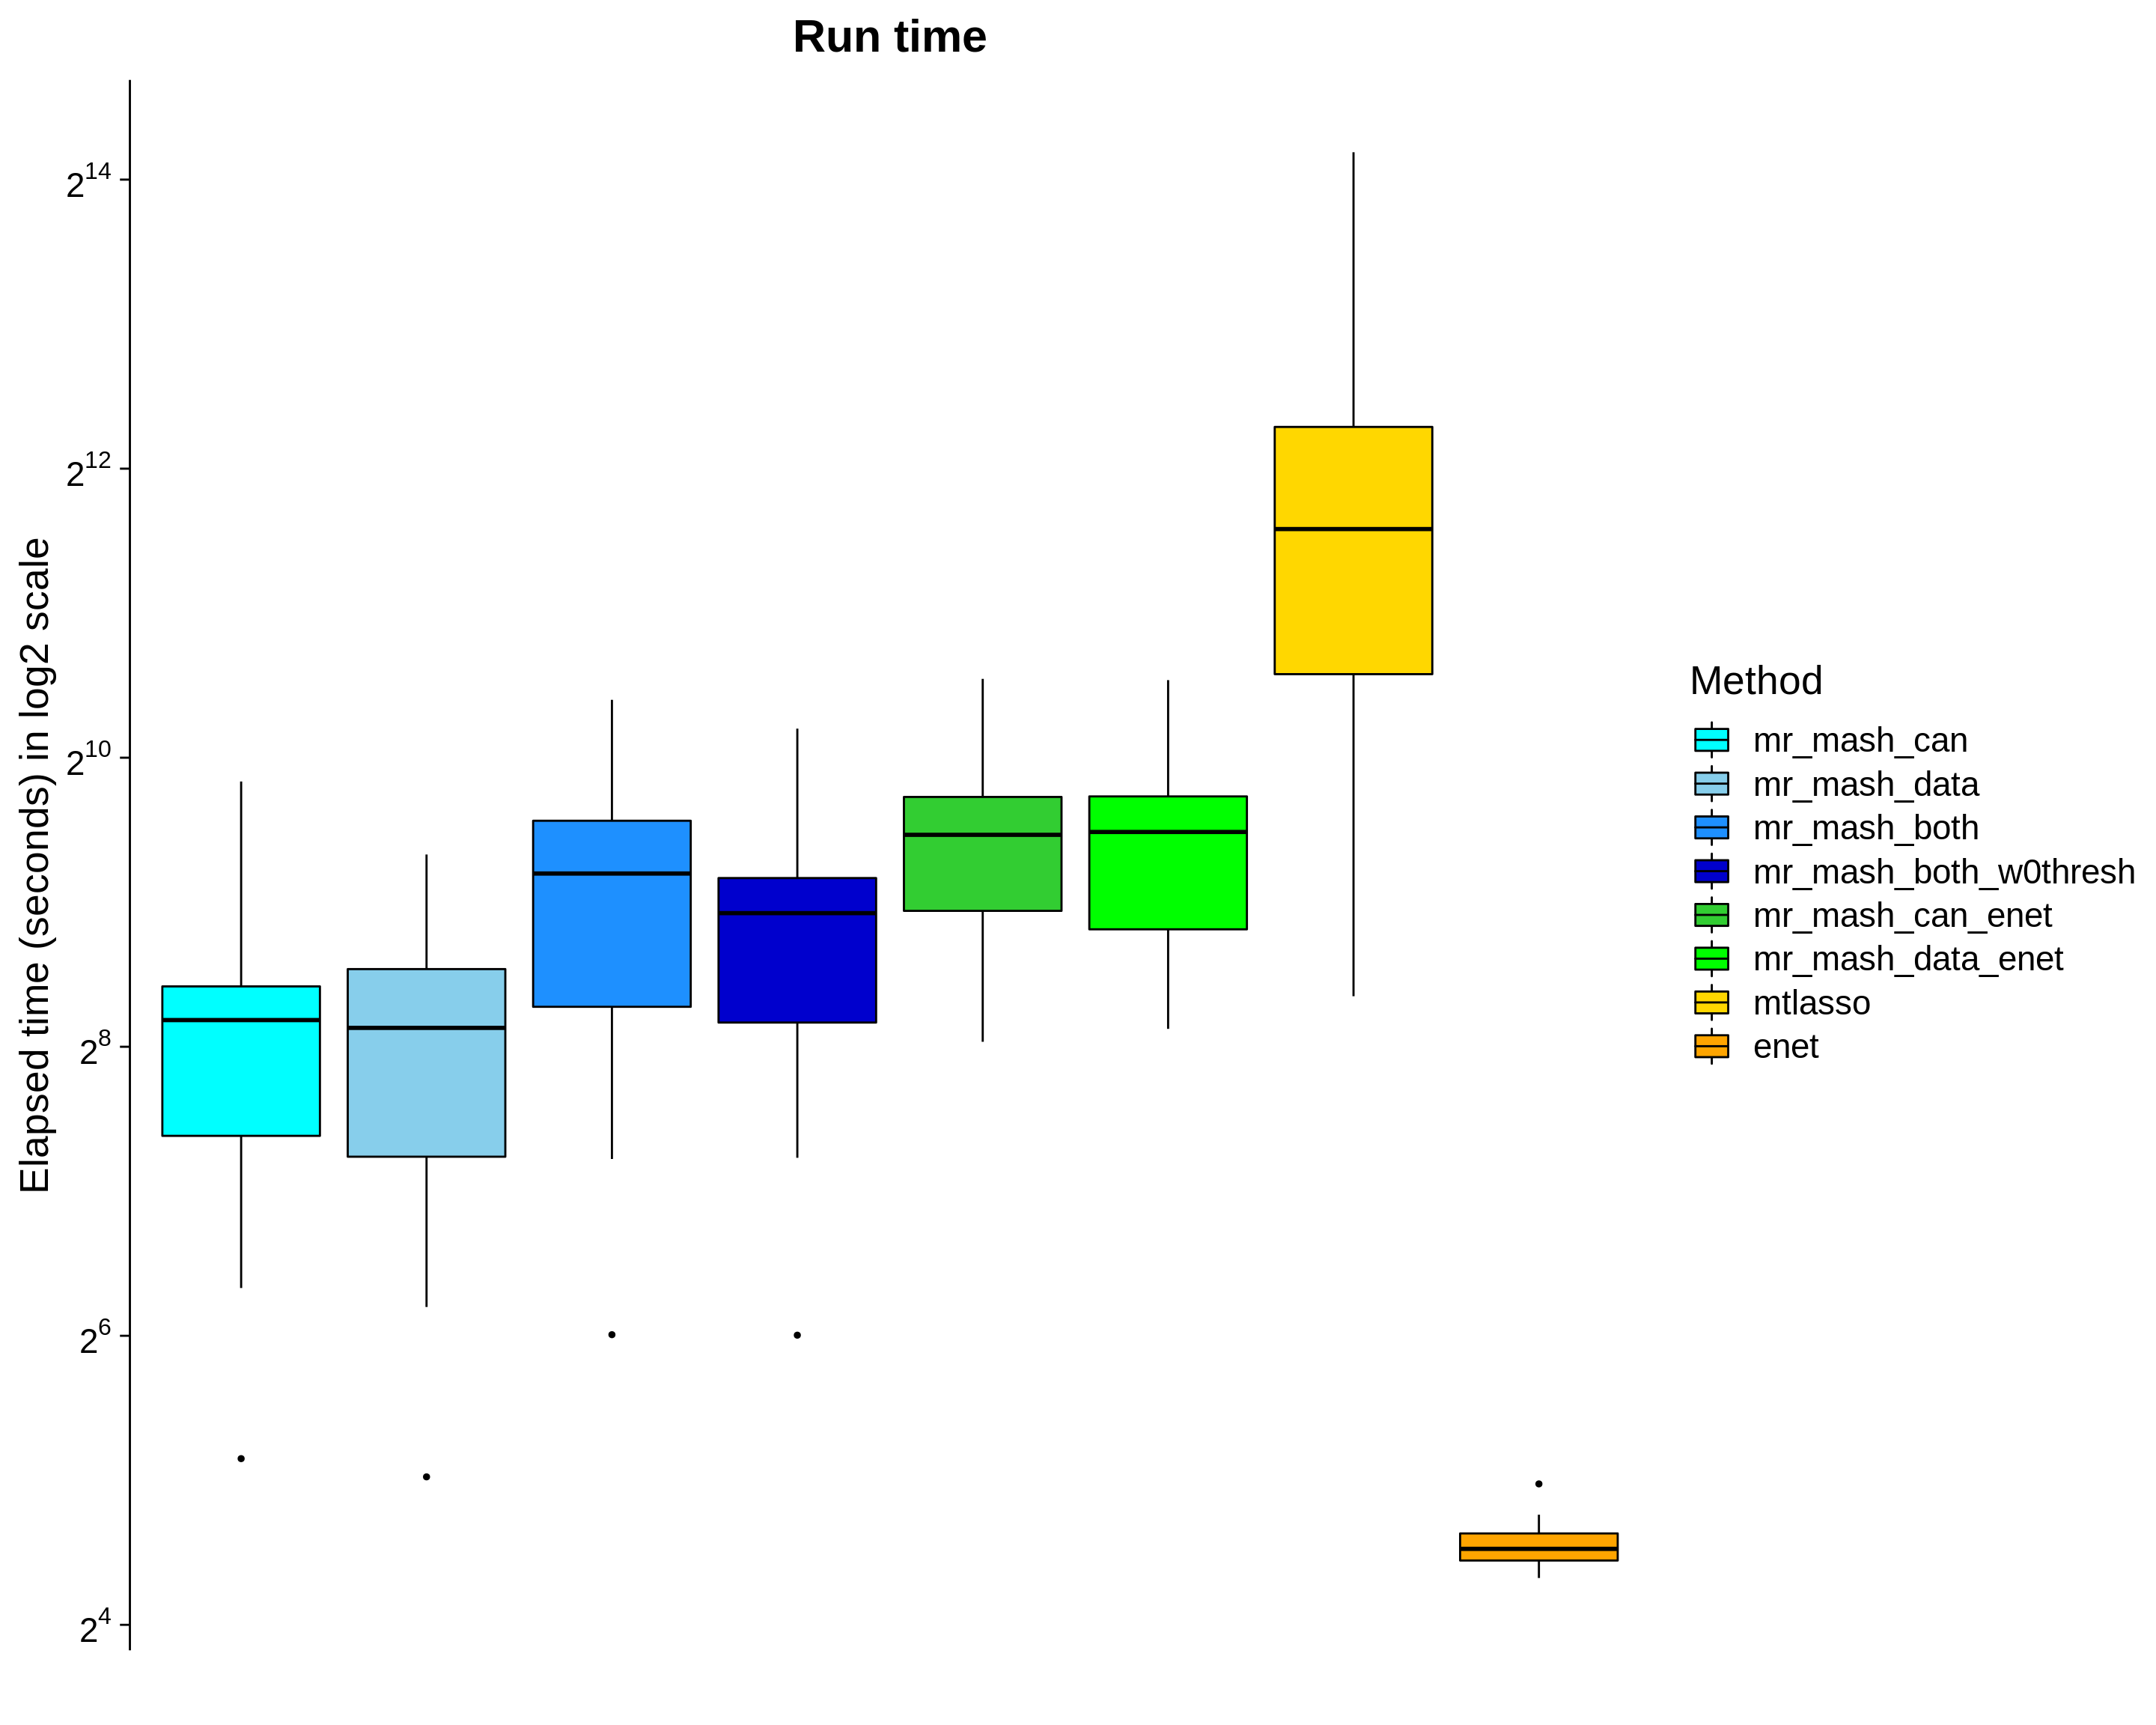 Run time
Elapsed time (seconds) in log2 scale
2^14
2^12
2^10
2^8
2^6
2^4
Method
mr_mash_can
mr_mash_data
mr_mash_both
mr_mash_both_w0thresh
mr_mash_can_enet
mr_mash_data_enet
mtlasso
enet